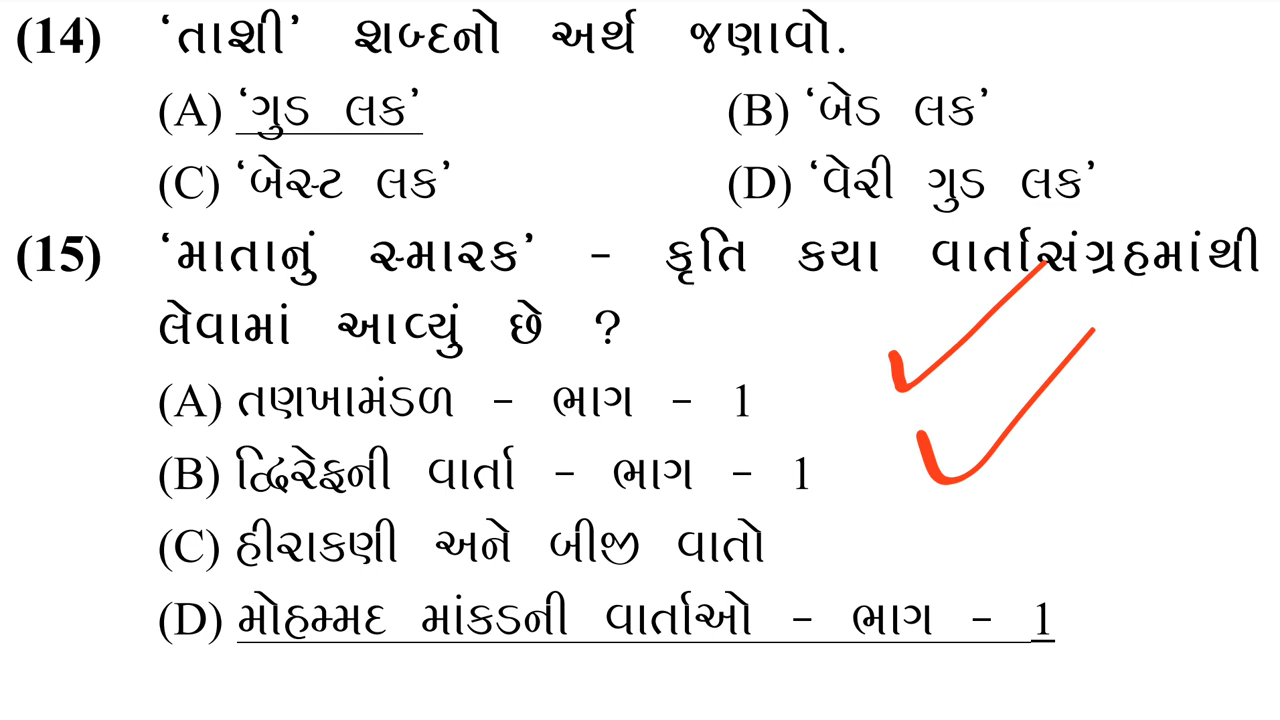 (14) ‘તાશી’ શબ્દનો અર્થ જણાવો.
(A) ‘ગુડ લક’ (B) ‘બેડ લક’
(C) ‘બેસ્ટ લક’ (D) ‘વેરી ગુડ લક’
(15) ‘માતાનું સ્મારક’ - કૃતિ કયા વાર્તાસંગ્રહમાંથી
લેવામાં આવ્યું છે ?
(A) તણખામંડળ - ભાગ - 1
(B) દ્વિરેફની વાર્તા - ભાગ - 1
(C) હીરાકણી અને બીજી વાતો
(D) મોહમ્મદ માંકડની વાર્તાઓ - ભાગ - 1